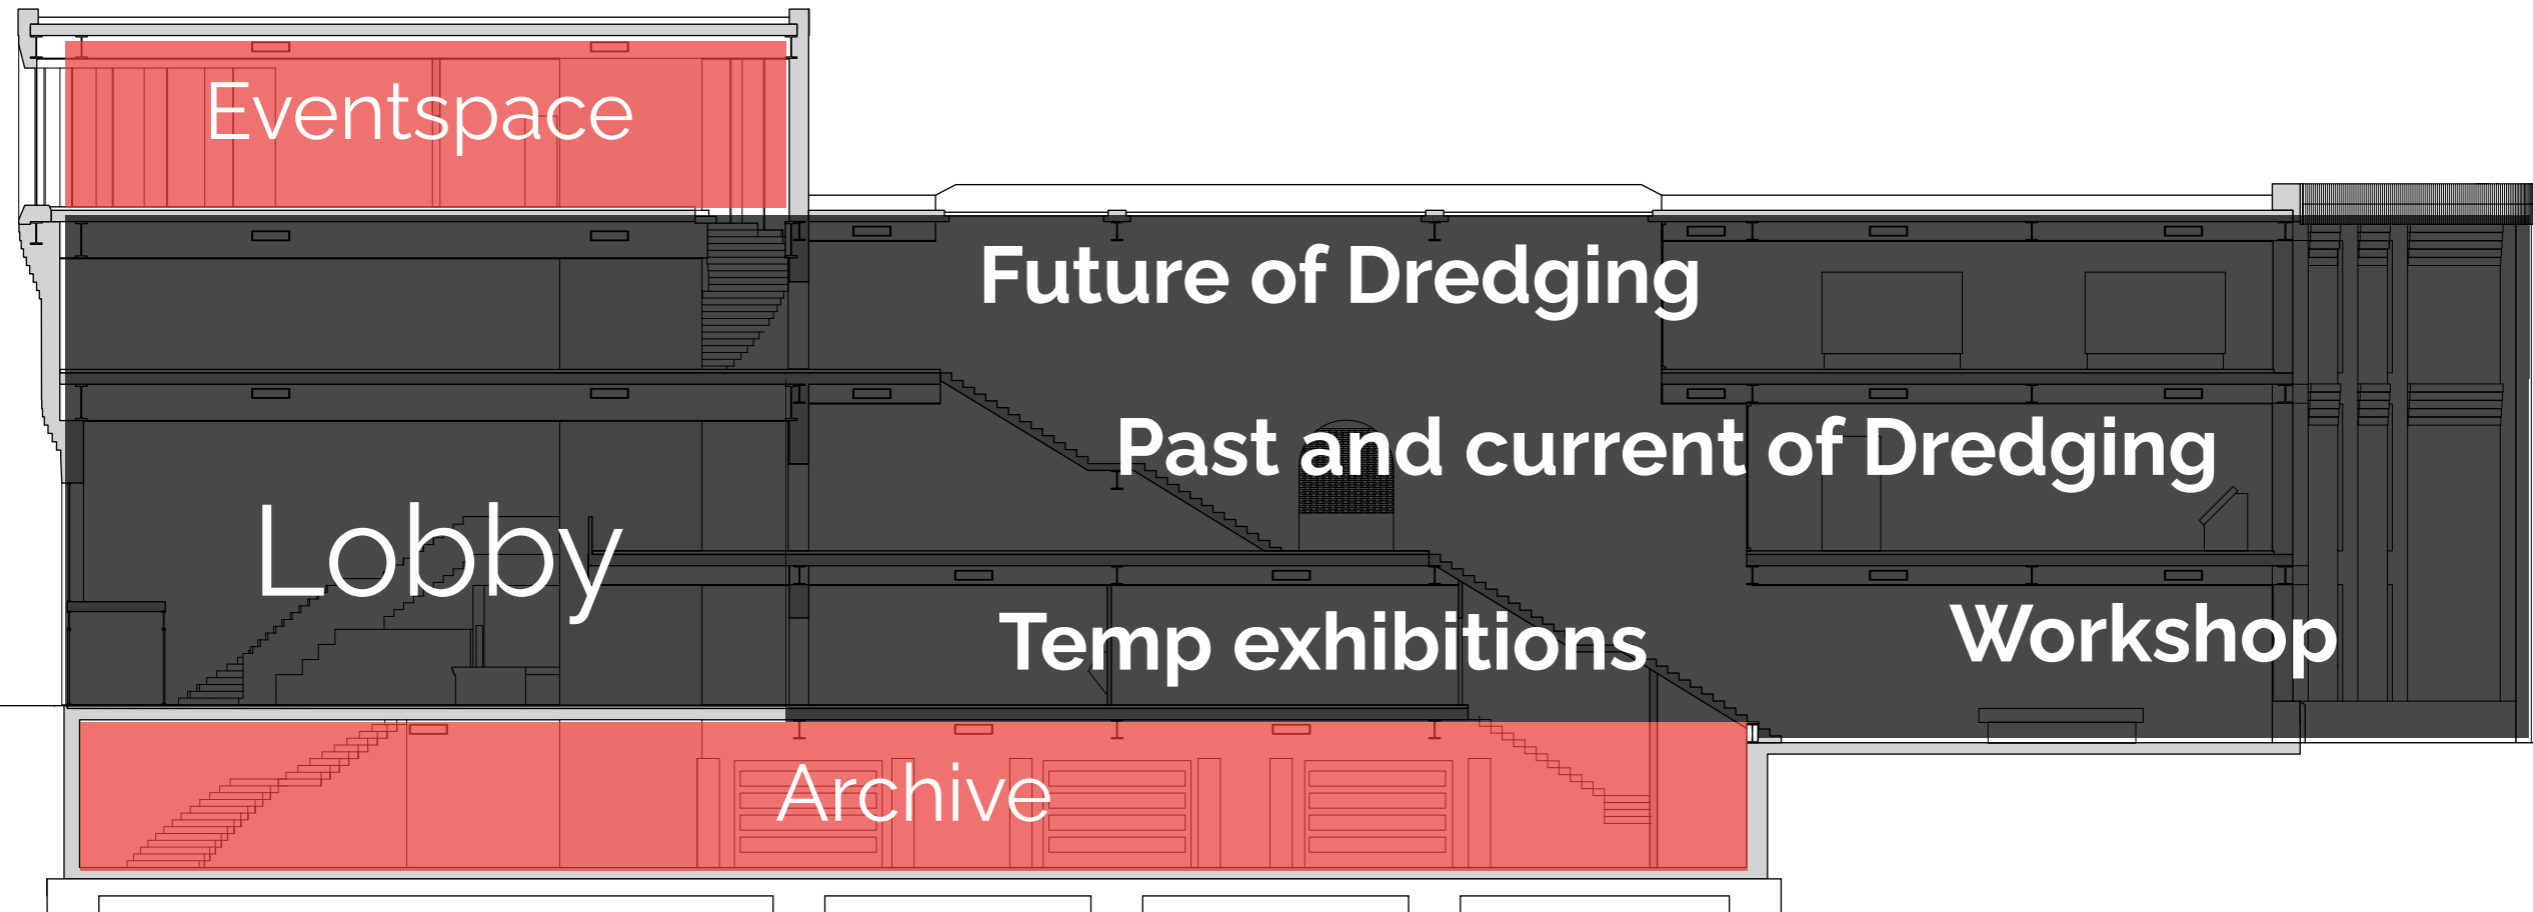 Eventspace
Future of Dredging
Past and current of Dredging
Lobby
Temp exhibitions
Workshop
Archive